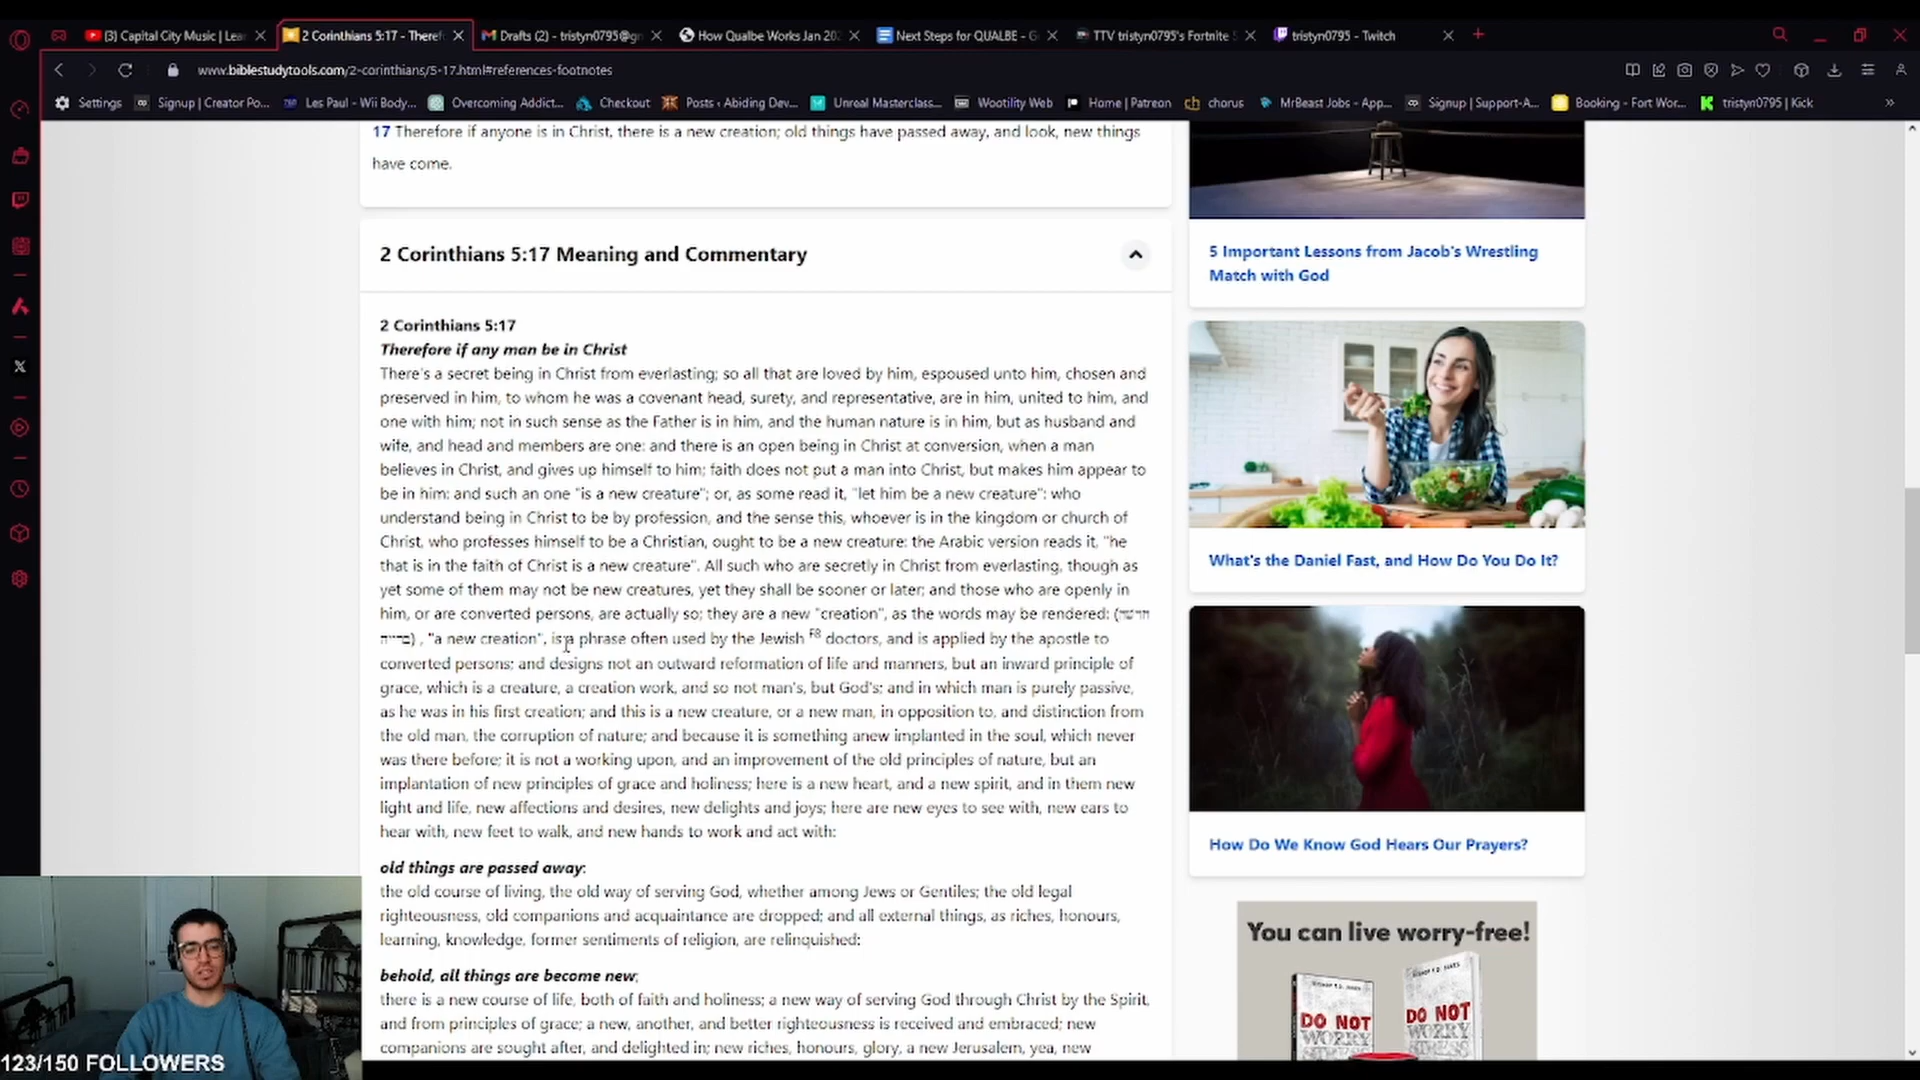 (3) Capital City Music | Lea
2 Corinthians 5:17 - Theref
Drafts (2) - tristyn0795@g
How Qualbe Works Jan 202
Next Steps for QUALBE - G
TTV tristyn0795's Fortnite S
tristyn0795 - Twitch
www.biblestudytools.com/2-corinthians/5-17.html#references-footnotes
Settings
Signup | Creator Po...
Les Paul - Wii Body...
Overcoming Addict...
Checkout
Posts ‹ Abiding Dev...
Unreal Masterclass...
Wootility Web
Home | Patreon
chorus
MrBeast Jobs - App...
Signup | Support-A...
Booking - Fort Wor...
tristyn0795 | Kick
17 Therefore if anyone is in Christ, there is a new creation; old things have passed away, and look, new things
have come.
2 Corinthians 5:17 Meaning and Commentary
2 Corinthians 5:17
Therefore if any man be in Christ
There's a secret being in Christ from everlasting; so all that are loved by him, espoused unto him, chosen and
preserved in him, to whom he was a covenant head, surety, and representative, are in him, united to him, and
one with him; not in such sense as the Father is in him, and the human nature is in him, but as husband and
wife, and head and members are one: and there is an open being in Christ at conversion, when a man
believes in Christ, and gives up himself to him; faith does not put a man into Christ, but makes him appear to
be in him: and such an one "is a new creature"; or, as some read it, "let him be a new creature": who
understand being in Christ to be by profession, and the sense this, whoever is in the kingdom or church of
Christ, who professes himself to be a Christian, ought to be a new creature: the Arabic version reads it, "he
that is in the faith of Christ is a new creature". All such who are secretly in Christ from everlasting, though as
yet some of them may not be new creatures, yet they shall be sooner or later; and those who are openly in
him, or are converted persons, are actually so; they are a new "creation", as the words may be rendered: (חדשה
ברייה) , "a new creation", is a phrase often used by the Jewish F8 doctors, and is applied by the apostle to
converted persons; and designs not an outward reformation of life and manners, but an inward principle of
grace, which is a creature, a creation work, and so not man's, but God's; and in which man is purely passive,
as he was in his first creation; and this is a new creature, or a new man, in opposition to, and distinction from
the old man, the corruption of nature; and because it is something anew implanted in the soul, which never
was there before; it is not a working upon, and an improvement of the old principles of nature, but an
implantation of new principles of grace and holiness; here is a new heart, and a new spirit, and in them new
light and life, new affections and desires, new delights and joys; here are new eyes to see with, new ears to
hear with, new feet to walk, and new hands to work and act with:
old things are passed away:
the old course of living, the old way of serving God, whether among Jews or Gentiles; the old legal
righteousness, old companions and acquaintance are dropped; and all external things, as riches, honours,
learning, knowledge, former sentiments of religion, are relinquished:
behold, all things are become new;
there is a new course of life, both of faith and holiness; a new way of serving God through Christ by the Spirit,
and from principles of grace; a new, another, and better righteousness is received and embraced; new
companions are sought after, and delighted in; new riches, honours, glory, a new Jerusalem, yea, new
5 Important Lessons from Jacob's Wrestling
Match with God
What's the Daniel Fast, and How Do You Do It?
How Do We Know God Hears Our Prayers?
You can live worry-free!
DO NOT
WORRY
DO NOT
WORRY
123/150 FOLLOWERS